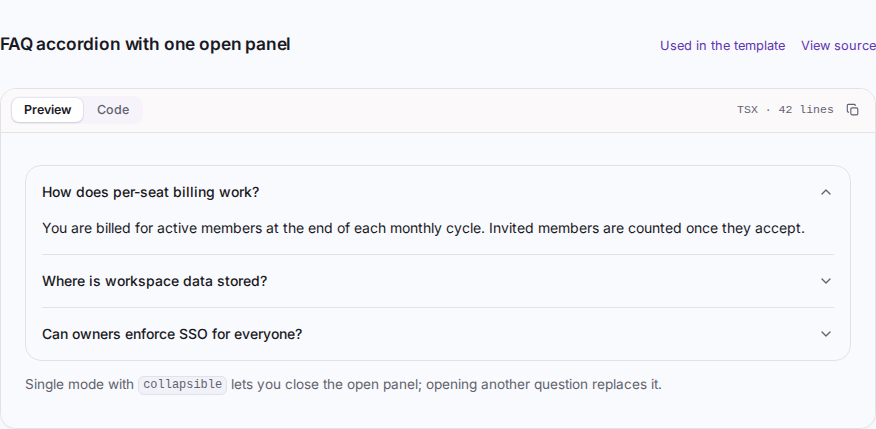 FAQ accordion with one open panel
Used in the template View source
Preview Code
TSX · 42 lines
How does per-seat billing work?
You are billed for active members at the end of each monthly cycle. Invited members are counted once they accept.
Where is workspace data stored?
Can owners enforce SSO for everyone?
Single mode with collapsible lets you close the open panel; opening another question replaces it.